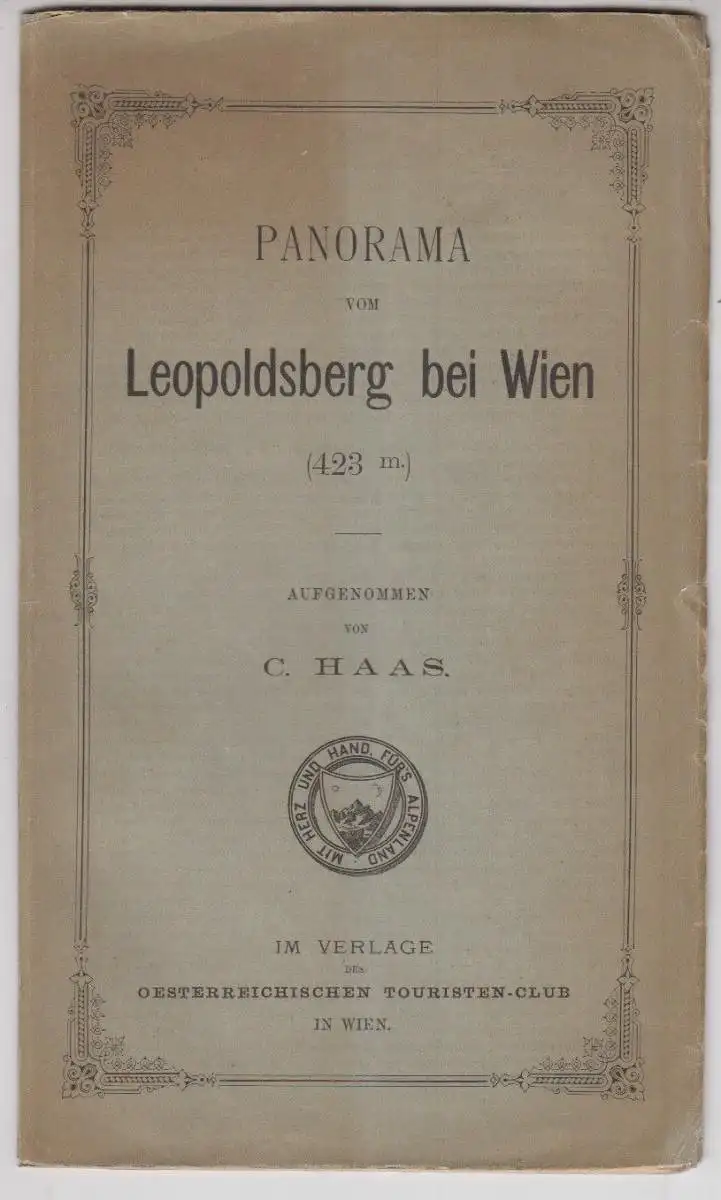 PANORAMA
VOM
Leopoldsberg bei Wien
(423 m.)
AUFGENOMMEN
VON
C. HAAS.
MIT HERZ UND HAND, FÜR'S ALPENLAND:
IM VERLAGE
DES
OESTERREICHISCHEN TOURISTEN-CLUB
IN WIEN.